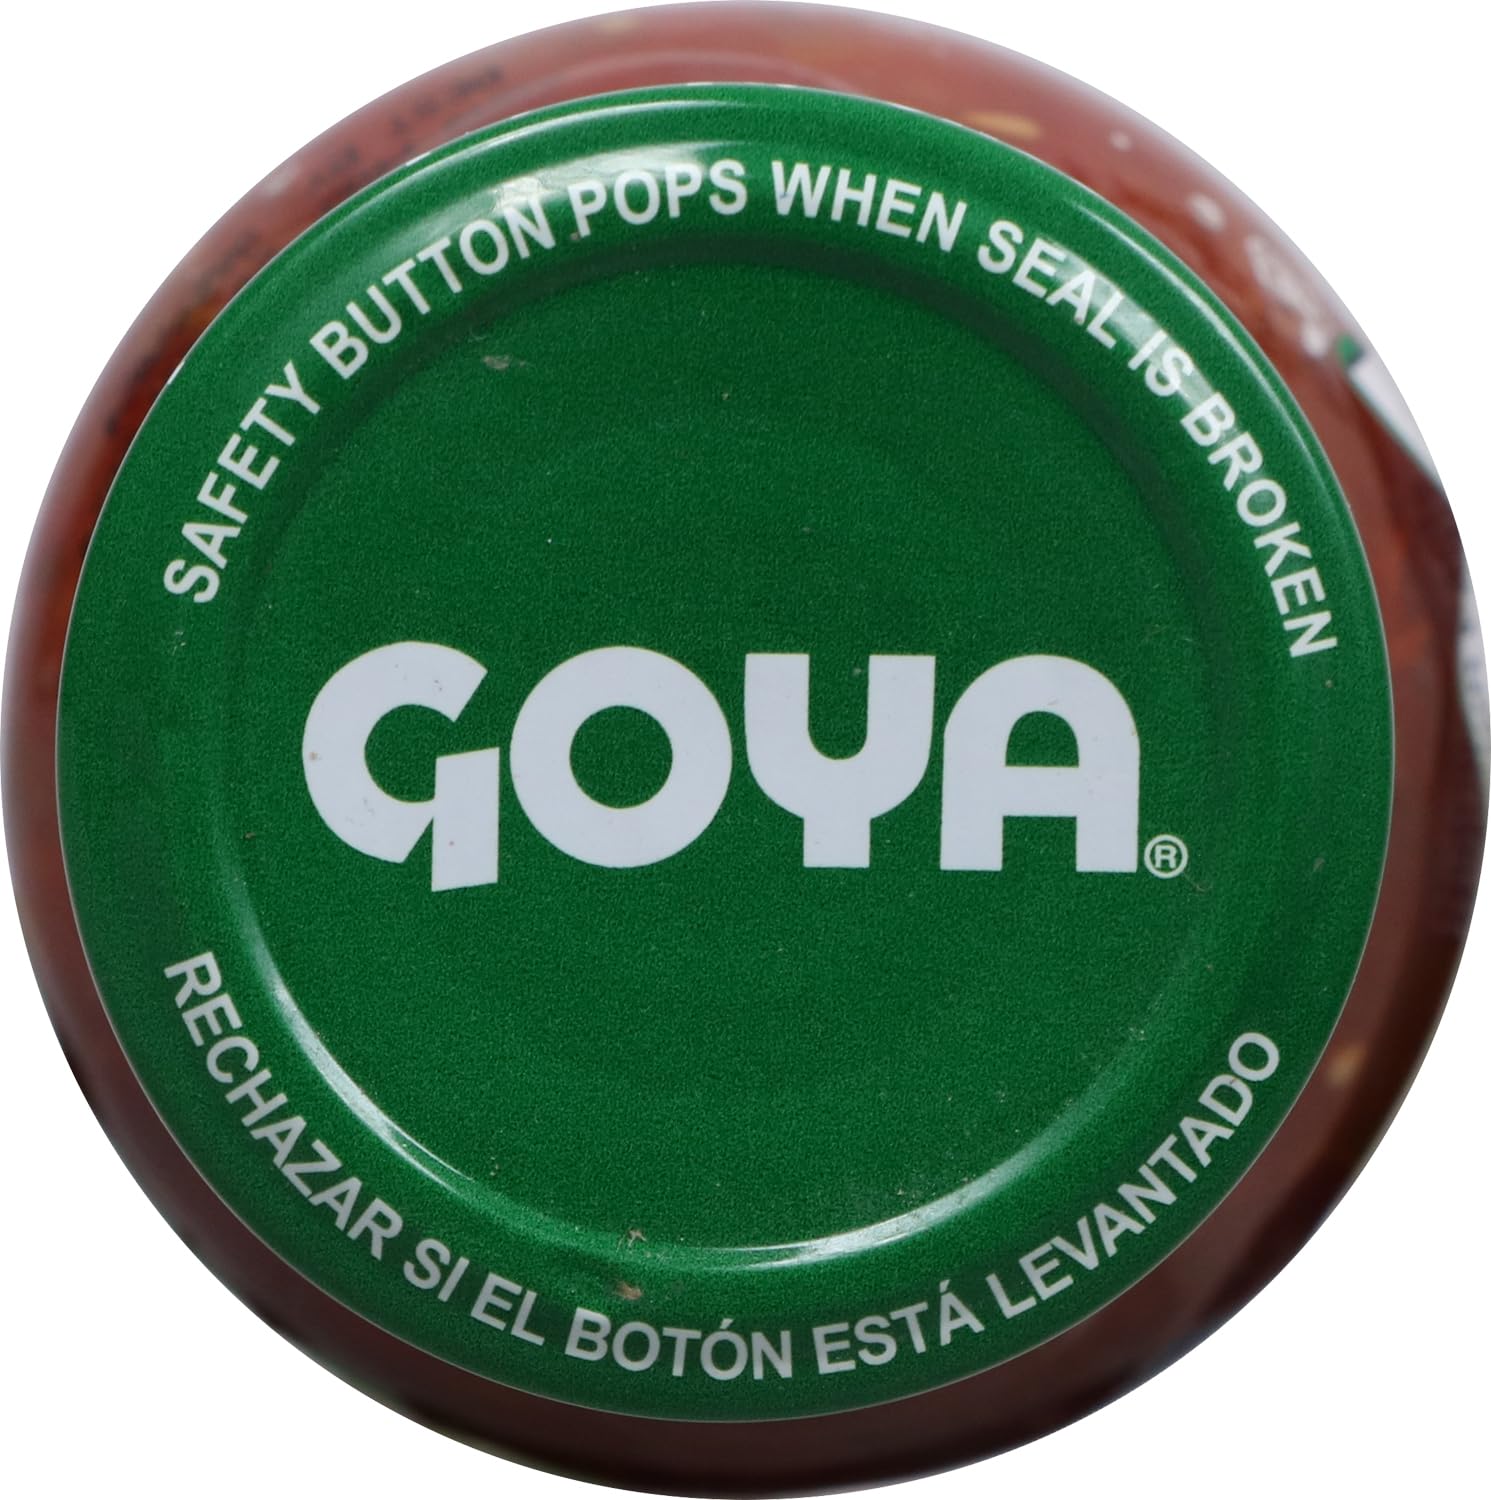 SAFETY BUTTON POPS WHEN SEAL IS BROKEN
GOYA®
RECHAZAR SI EL BOTÓN ESTÁ LEVANTADO